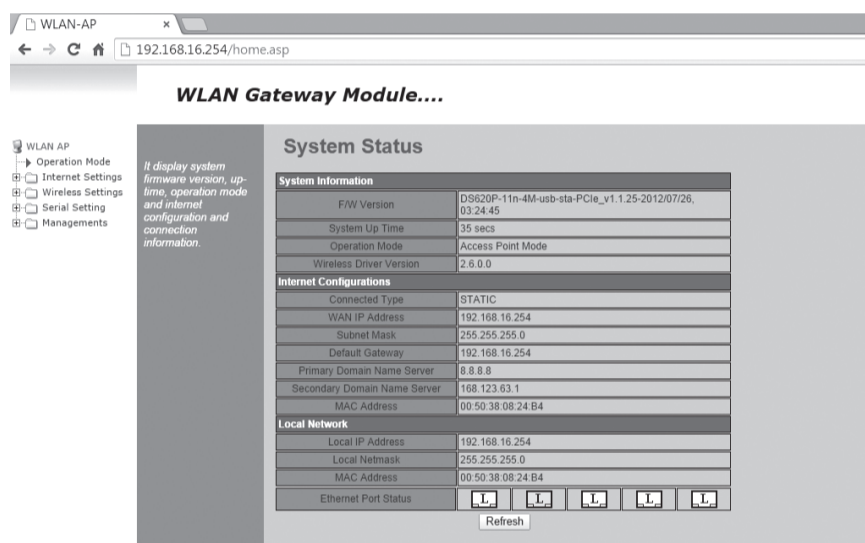 WLAN-AP
192.168.16.254/home.asp
WLAN Gateway Module....
WLAN AP
Operation Mode
Internet Settings
Wireless Settings
Serial Setting
Managements
It display system
firmware version, up-
time, operation mode
and internet
configuration and
connection
information.
System Status
System Information
F/W Version DS620P-11n-4M-usb-sta-PCIe_v1.1.25-2012/07/26,
03:24:45
System Up Time 35 secs
Operation Mode Access Point Mode
Wireless Driver Version 2.6.0.0
Internet Configurations
Connected Type STATIC
WAN IP Address 192.168.16.254
Subnet Mask 255.255.255.0
Default Gateway 192.168.16.254
Primary Domain Name Server 8.8.8.8
Secondary Domain Name Server 168.123.63.1
MAC Address 00:50:38:08:24:B4
Local Network
Local IP Address 192.168.16.254
Local Netmask 255.255.255.0
MAC Address 00:50:38:08:24:B4
Ethernet Port Status L L L L L
Refresh